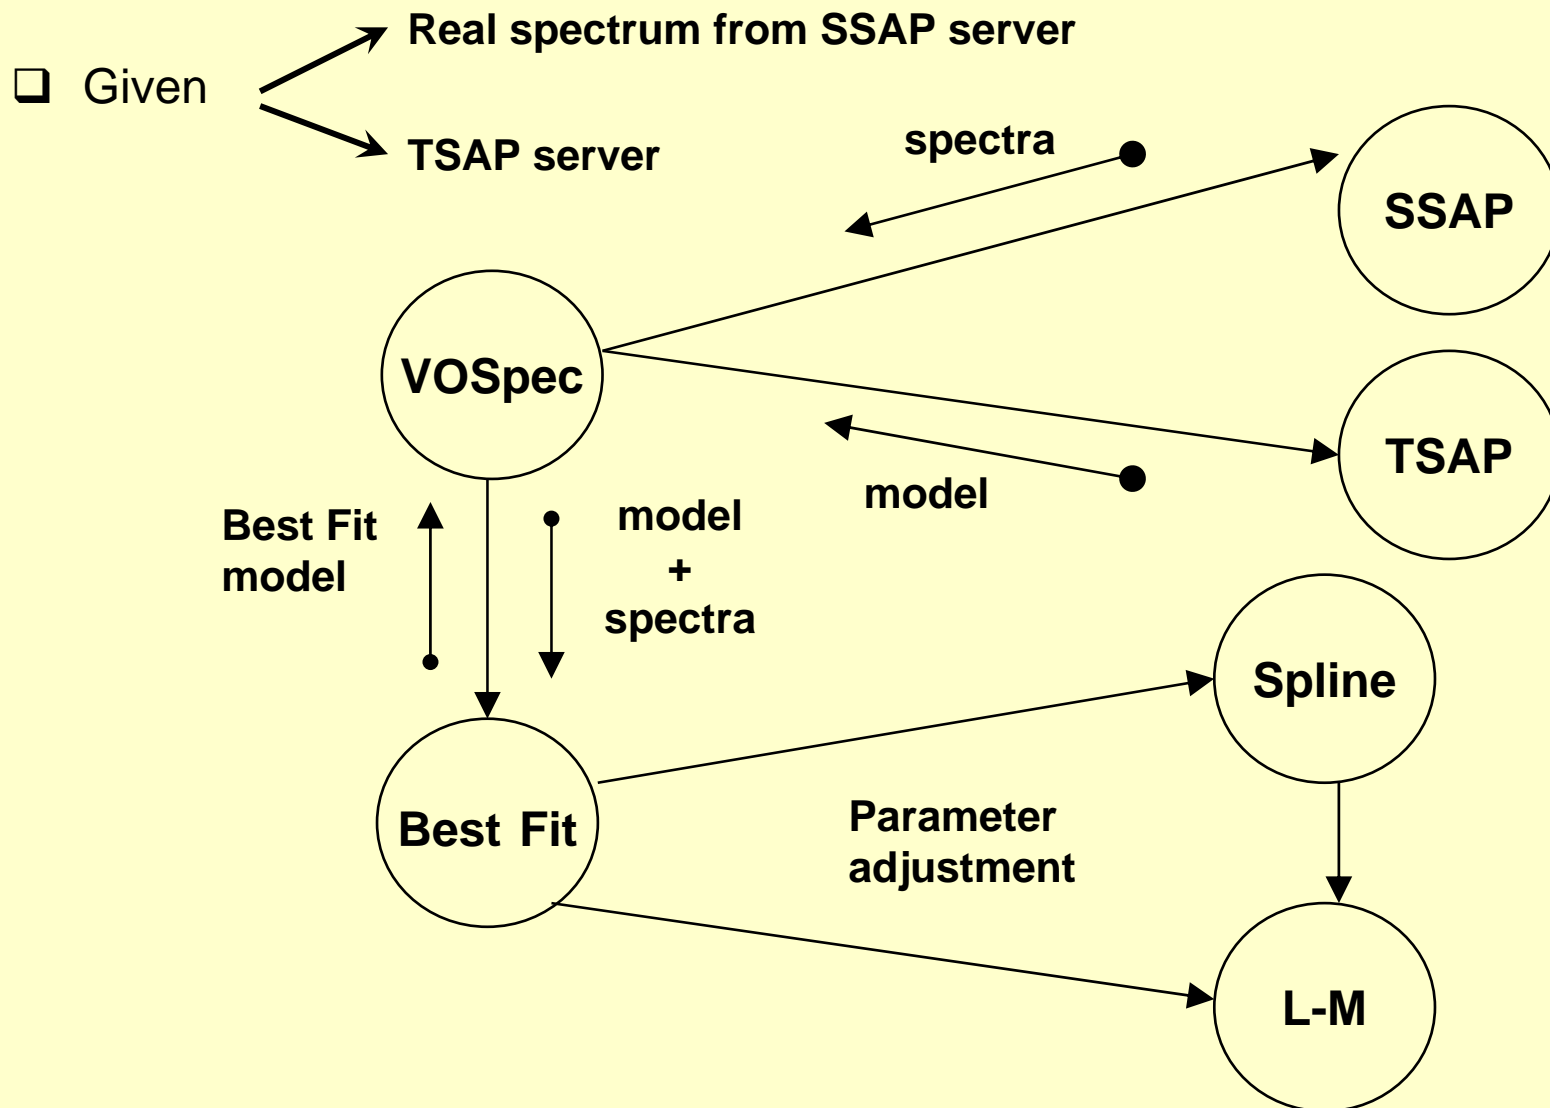 Real spectrum from SSAP server
Given
TSAP server
spectra
SSAP
VOSpec
TSAP
model
Best Fit
model
model
+
spectra
Spline
Best Fit
Parameter
adjustment
L-M